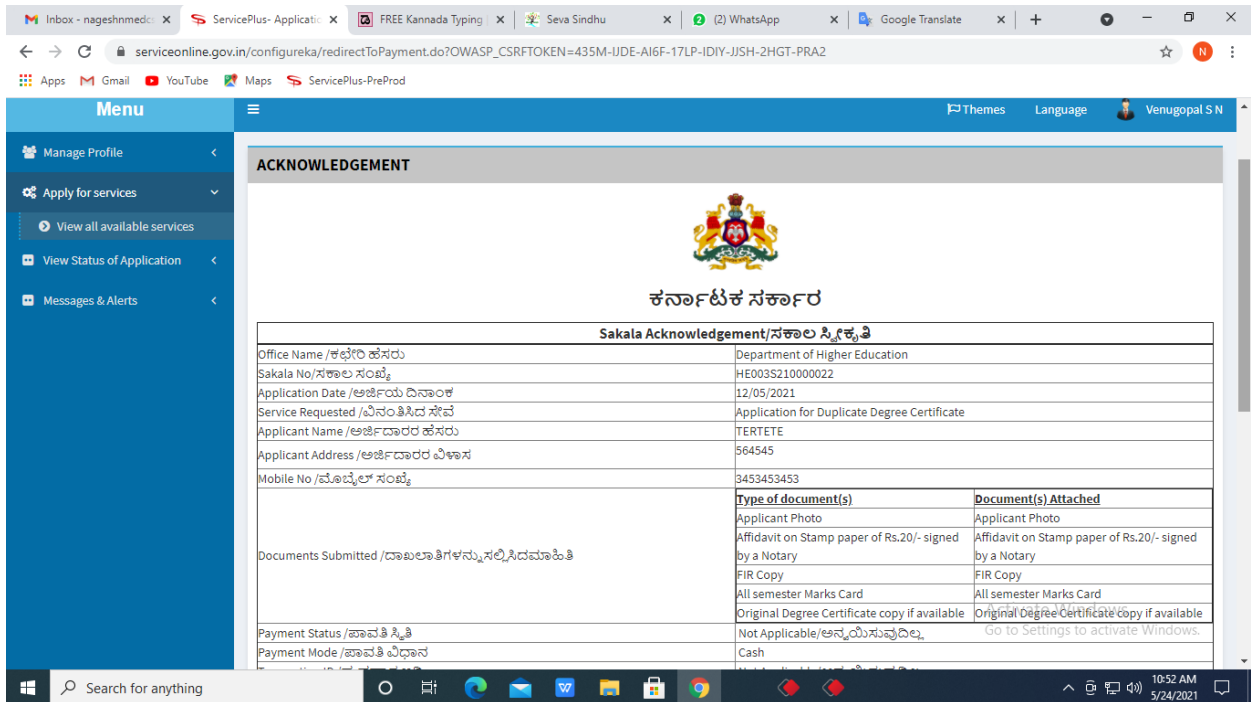 Inbox - nageshnmedc
ServicePlus- Applicatic
FREE Kannada Typing
Seva Sindhu
(2) WhatsApp
Google Translate
serviceonline.gov.in/configureka/redirectToPayment.do?OWASP_CSRFTOKEN=435M-IJDE-AI6F-17LP-IDIY-JJSH-2HGT-PRA2
N
Apps Gmail YouTube Maps ServicePlus-PreProd
Menu
Themes Language Venugopal S N
Manage Profile
Apply for services
View all available services
View Status of Application
Messages & Alerts
ACKNOWLEDGEMENT
ಕರ್ನಾಟಕ ಸರ್ಕಾರ
Sakala Acknowledgement/ಸಕಾಲ ಸ್ವೀಕೃತಿ
Office Name /ಕಛೇರಿ ಹೆಸರು Department of Higher Education
Sakala No/ಸಕಾಲ ಸಂಖ್ಯೆ HE003S210000022
Application Date /ಅರ್ಜಿಯ ದಿನಾಂಕ 12/05/2021
Service Requested /ವಿನಂತಿಸಿದ ಸೇವೆ Application for Duplicate Degree Certificate
Applicant Name /ಅರ್ಜಿದಾರರ ಹೆಸರು TERTETE
Applicant Address /ಅರ್ಜಿದಾರರ ವಿಳಾಸ 564545
Mobile No /ಮೊಬೈಲ್ ಸಂಖ್ಯೆ 3453453453
Documents Submitted /ದಾಖಲಾತಿಗಳನ್ನು ಸಲ್ಲಿಸಿದಮಾಹಿತಿ
Type of document(s) Document(s) Attached
Applicant Photo Applicant Photo
Affidavit on Stamp paper of Rs.20/- signed by a Notary Affidavit on Stamp paper of Rs.20/- signed by a Notary
FIR Copy FIR Copy
All semester Marks Card All semester Marks Card
Original Degree Certificate copy if available Original Degree Certificate copy if available
Payment Status /ಪಾವತಿ ಸ್ಥಿತಿ Not Applicable/ಅನ್ವಯಿಸುವುದಿಲ್ಲ
Payment Mode /ಪಾವತಿ ವಿಧಾನ Cash
Activate Windows
Go to Settings to activate Windows.
Search for anything
10:52 AM
5/24/2021